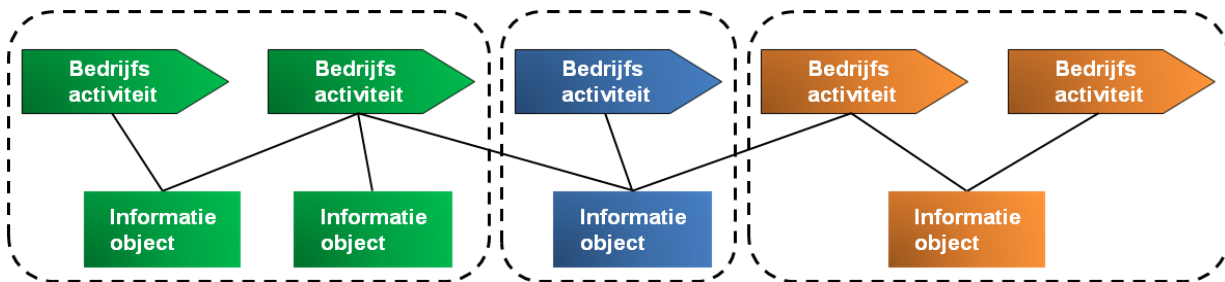 Bedrijfs
activiteit
Bedrijfs
activiteit
Bedrijfs
activiteit
Bedrijfs
activiteit
Bedrijfs
activiteit
Informatie
object
Informatie
object
Informatie
object
Informatie
object